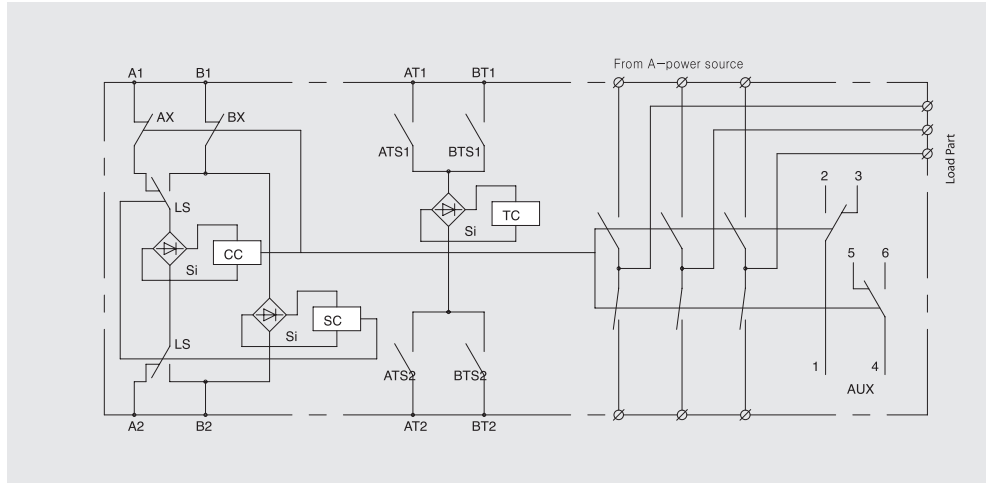 From A-power source
A1 B1 AT1 BT1
AX BX
ATS1 BTS1
Load Part
2 3
LS
TC
Si
CC
Si
5 6
SC
Si
LS
ATS2 BTS2
1 4
AUX
A2 B2 AT2 BT2